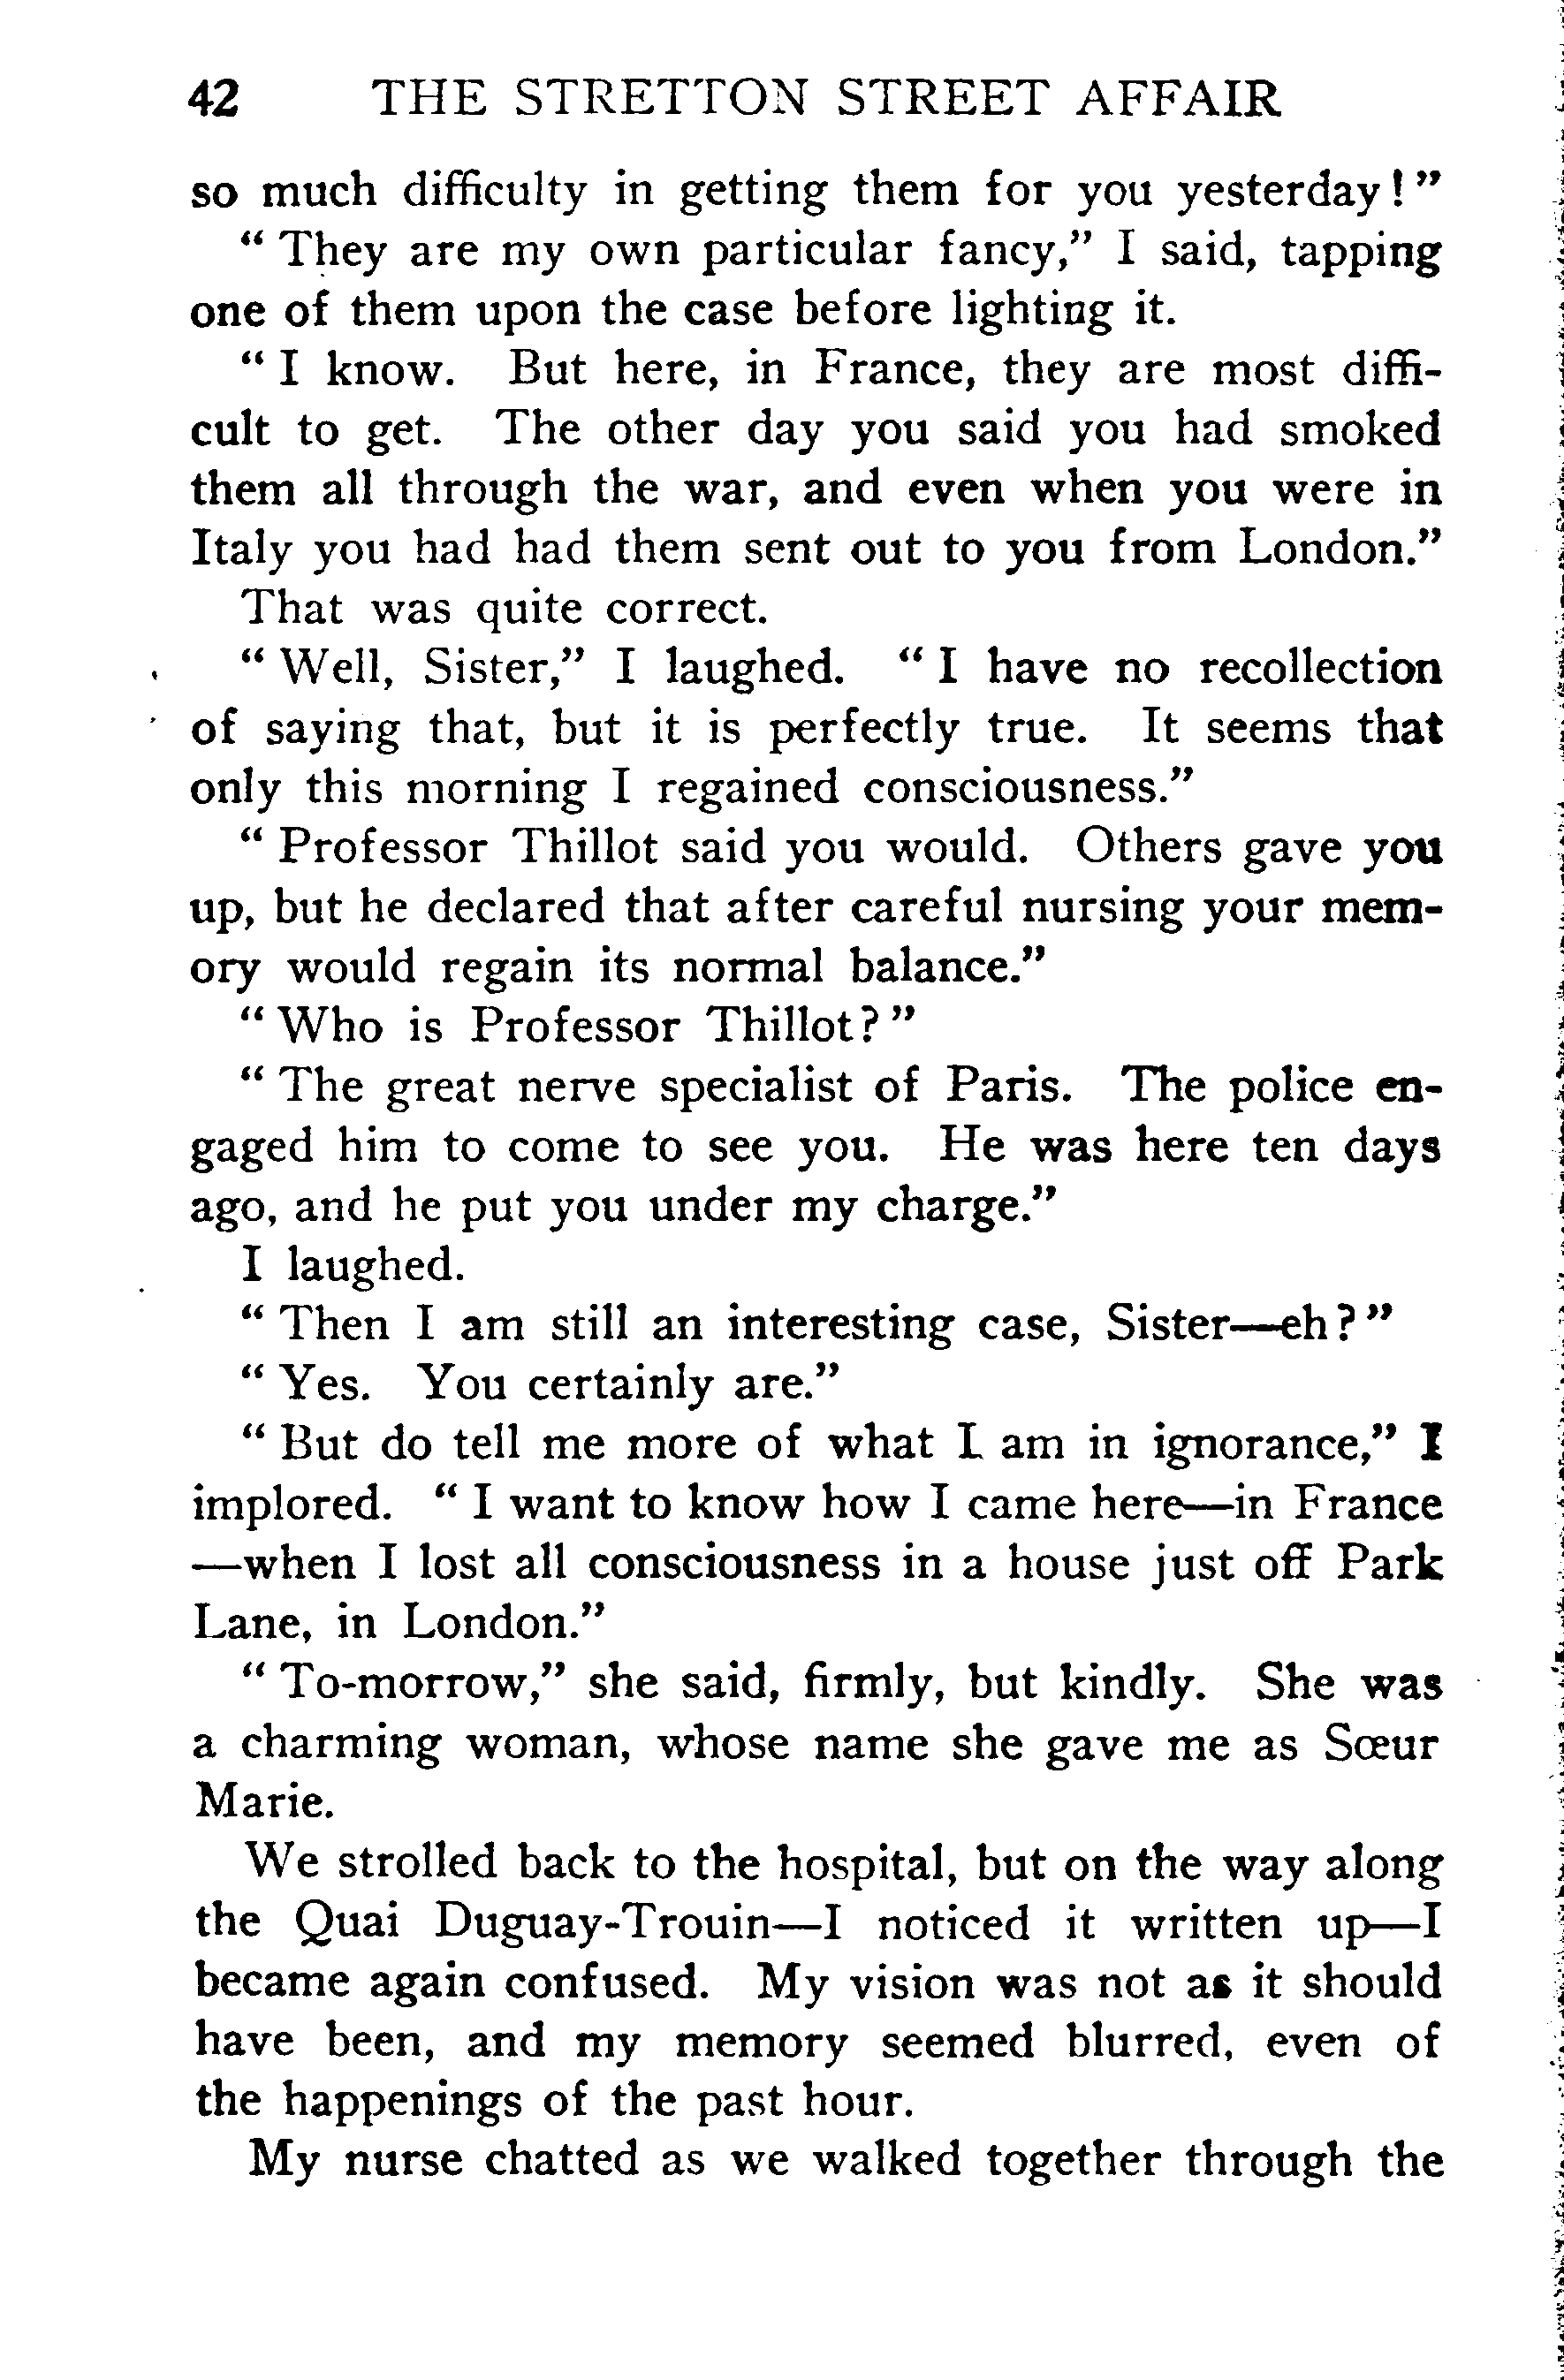 42 THE STRETTON STREET AFFAIR
so much difficulty in getting them for you yesterday!”
“They are my own particular fancy,” I said, tapping
one of them upon the case before lighting it.
“I know. But here, in France, they are most diffi-
cult to get. The other day you said you had smoked
them all through the war, and even when you were in
Italy you had had them sent out to you from London.”
That was quite correct.
“Well, Sister,” I laughed. “I have no recollection
of saying that, but it is perfectly true. It seems that
only this morning I regained consciousness.”
“Professor Thillot said you would. Others gave you
up, but he declared that after careful nursing your mem-
ory would regain its normal balance.”
“Who is Professor Thillot?”
“The great nerve specialist of Paris. The police en-
gaged him to come to see you. He was here ten days
ago, and he put you under my charge.”
I laughed.
“Then I am still an interesting case, Sister—eh?”
“Yes. You certainly are.”
“But do tell me more of what I am in ignorance,” I
implored. “I want to know how I came here—in France
—when I lost all consciousness in a house just off Park
Lane, in London.”
“To-morrow,” she said, firmly, but kindly. She was
a charming woman, whose name she gave me as Sœur
Marie.
We strolled back to the hospital, but on the way along
the Quai Duguay-Trouin—I noticed it written up—I
became again confused. My vision was not as it should
have been, and my memory seemed blurred, even of
the happenings of the past hour.
My nurse chatted as we walked together through the